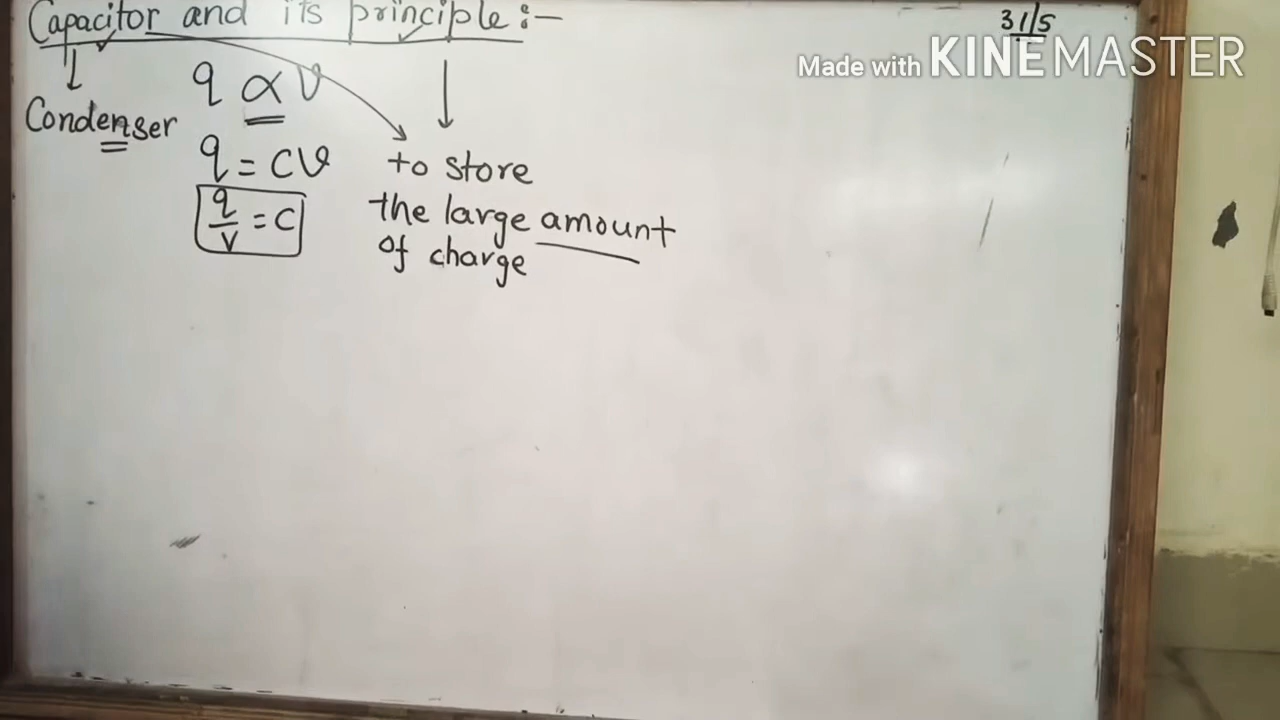 Capacitor and its principle :-
31/5
Made with KINEMASTER
Condenser
q ∝ V
q = CV
q/V = C
to store
the large amount
of charge